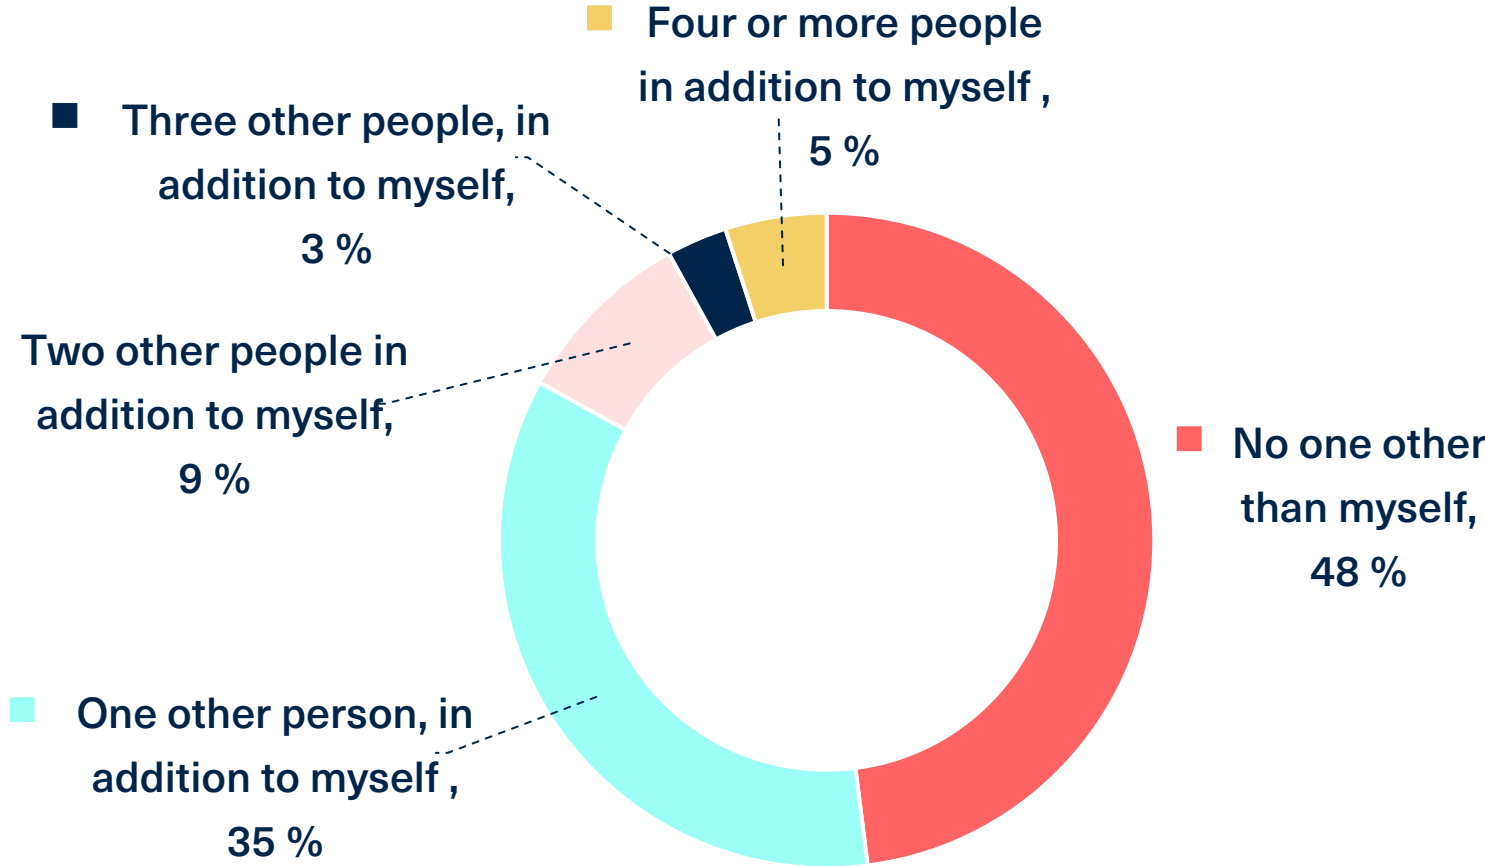 Four or more people
in addition to myself ,
5 %
Three other people, in
addition to myself,
3 %
Two other people in
addition to myself,
9 %
No one other
than myself,
48 %
One other person, in
addition to myself ,
35 %